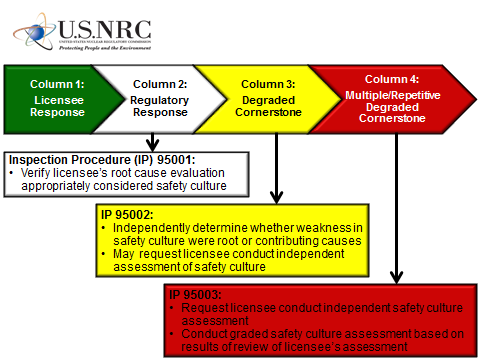 U.S.NRC
UNITED STATES NUCLEAR REGULATORY COMMISSION
Protecting People and the Environment
Column 1:
Licensee
Response
Column 2:
Regulatory
Response
Column 3:
Degraded
Cornerstone
Column 4:
Multiple/Repetitive
Degraded
Cornerstone
Inspection Procedure (IP) 95001:
• Verify licensee's root cause evaluation
appropriately considered safety culture
IP 95002:
• Independently determine whether weakness in
safety culture were root or contributing causes
• May request licensee conduct independent
assessment of safety culture
IP 95003:
• Request licensee conduct independent safety culture
assessment
• Conduct graded safety culture assessment based on
results of review of licensee's assessment